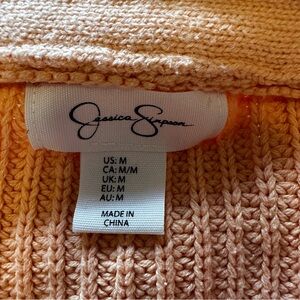 Jessica Simpson
US: M
CA: M/M
UK: M
EU: M
AU: M
MADE IN
CHINA